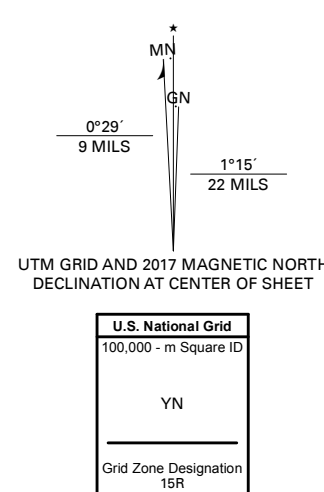 ★
MN
GN
0°29´
9 MILS
1°15´
22 MILS
UTM GRID AND 2017 MAGNETIC NORTH
DECLINATION AT CENTER OF SHEET
U.S. National Grid
100,000 - m Square ID
YN
Grid Zone Designation
15R